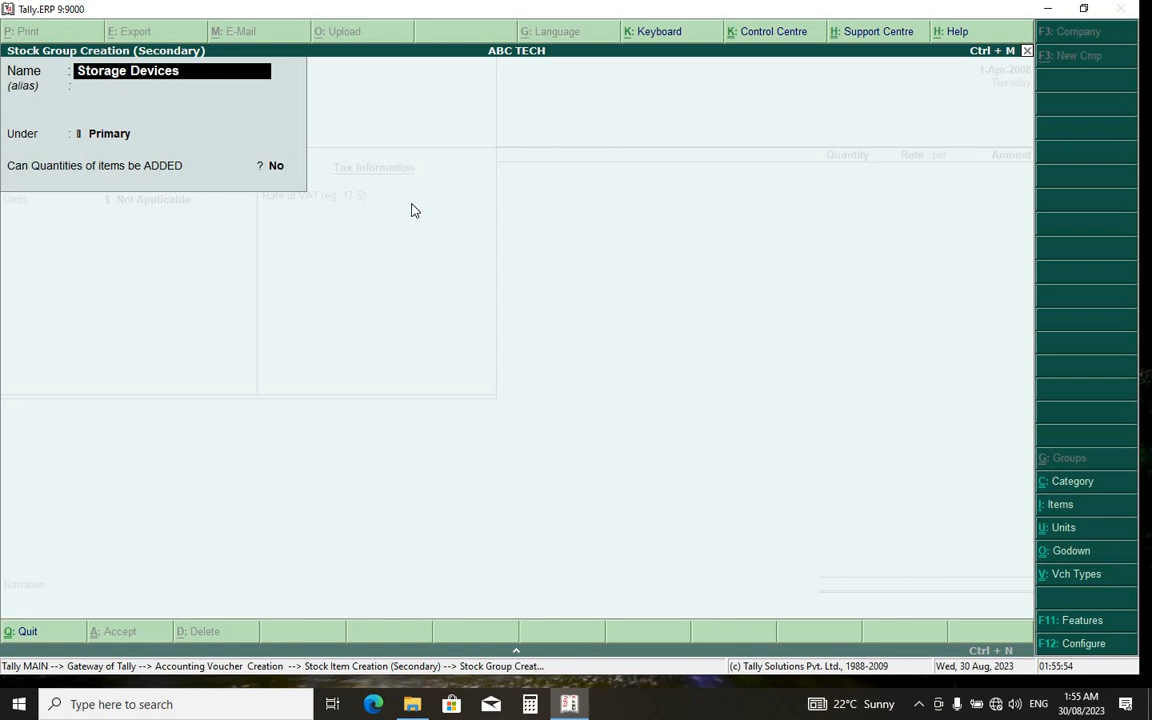 Tally.ERP 9:9000
P: Print
E: Export
M: E-Mail
O: Upload
G: Language
K: Keyboard
K: Control Centre
H: Support Centre
H: Help
F3: Company
Stock Group Creation (Secondary)
ABC TECH
Ctrl + M
F3: New Cmp
Name : Storage Devices
(alias) :
1-Apr-2008
Tuesday
Under : Primary
Can Quantities of items be ADDED ? No
Tax Information
Quantity Rate per Amount
Units : Not Applicable
Rate of VAT (eg. 17.5)
G: Groups
C: Category
I: Items
U: Units
O: Godown
V: Vch Types
Narration
F11: Features
Q: Quit
A: Accept
D: Delete
F12: Configure
Ctrl + N
Tally MAIN --> Gateway of Tally --> Accounting Voucher Creation --> Stock Item Creation (Secondary) --> Stock Group Creat...
(c) Tally Solutions Pvt. Ltd., 1988-2009
Wed, 30 Aug, 2023
01:55:54
Type here to search
22°C Sunny
ENG
1:55 AM
30/08/2023